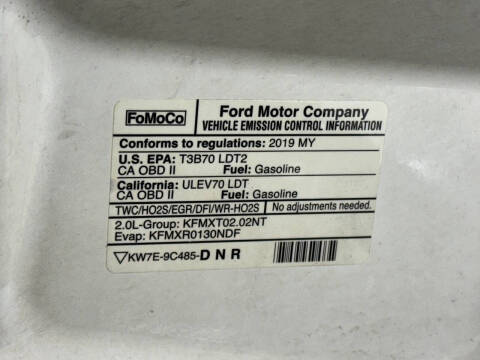 FoMoCo
Ford Motor Company
VEHICLE EMISSION CONTROL INFORMATION
Conforms to regulations: 2019 MY
U.S. EPA: T3B70 LDT2
CA OBD II Fuel: Gasoline
California: ULEV70 LDT
CA OBD II Fuel: Gasoline
TWC/HO2S/EGR/DFI/WR-HO2S No adjustments needed.
2.0L-Group: KFMXT02.02NT
Evap: KFMXR0130NDF
▽KW7E-9C485-D N R